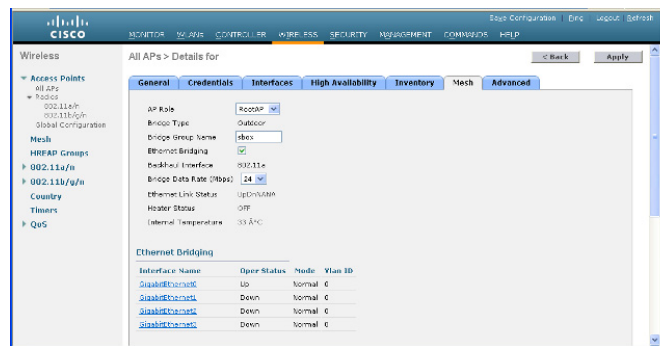 Save Configuration | Ping | Logout | Refresh
CISCO
MONITOR WLANs CONTROLLER WIRELESS SECURITY MANAGEMENT COMMANDS HELP
Wireless
All APs > Details for
< Back
Apply
Access Points
All APs
Radios
802.11a/n
802.11b/g/n
Global Configuration
Mesh
HREAP Groups
802.11a/n
802.11b/g/n
Country
Timers
QoS
General Credentials Interfaces High Availability Inventory Mesh Advanced
AP Role RootAP
Bridge Type Outdoor
Bridge Group Name sbox
Ethernet Bridging
Backhaul Interface 802.11a
Bridge Data Rate (Mbps) 24
Ethernet Link Status UpDnNANA
Heater Status OFF
Internal Temperature 33 °C
Ethernet Bridging
Interface Name Oper Status Mode Vlan ID
GigabitEthernet0 Up Normal 0
GigabitEthernet1 Down Normal 0
GigabitEthernet2 Down Normal 0
GigabitEthernet3 Down Normal 0